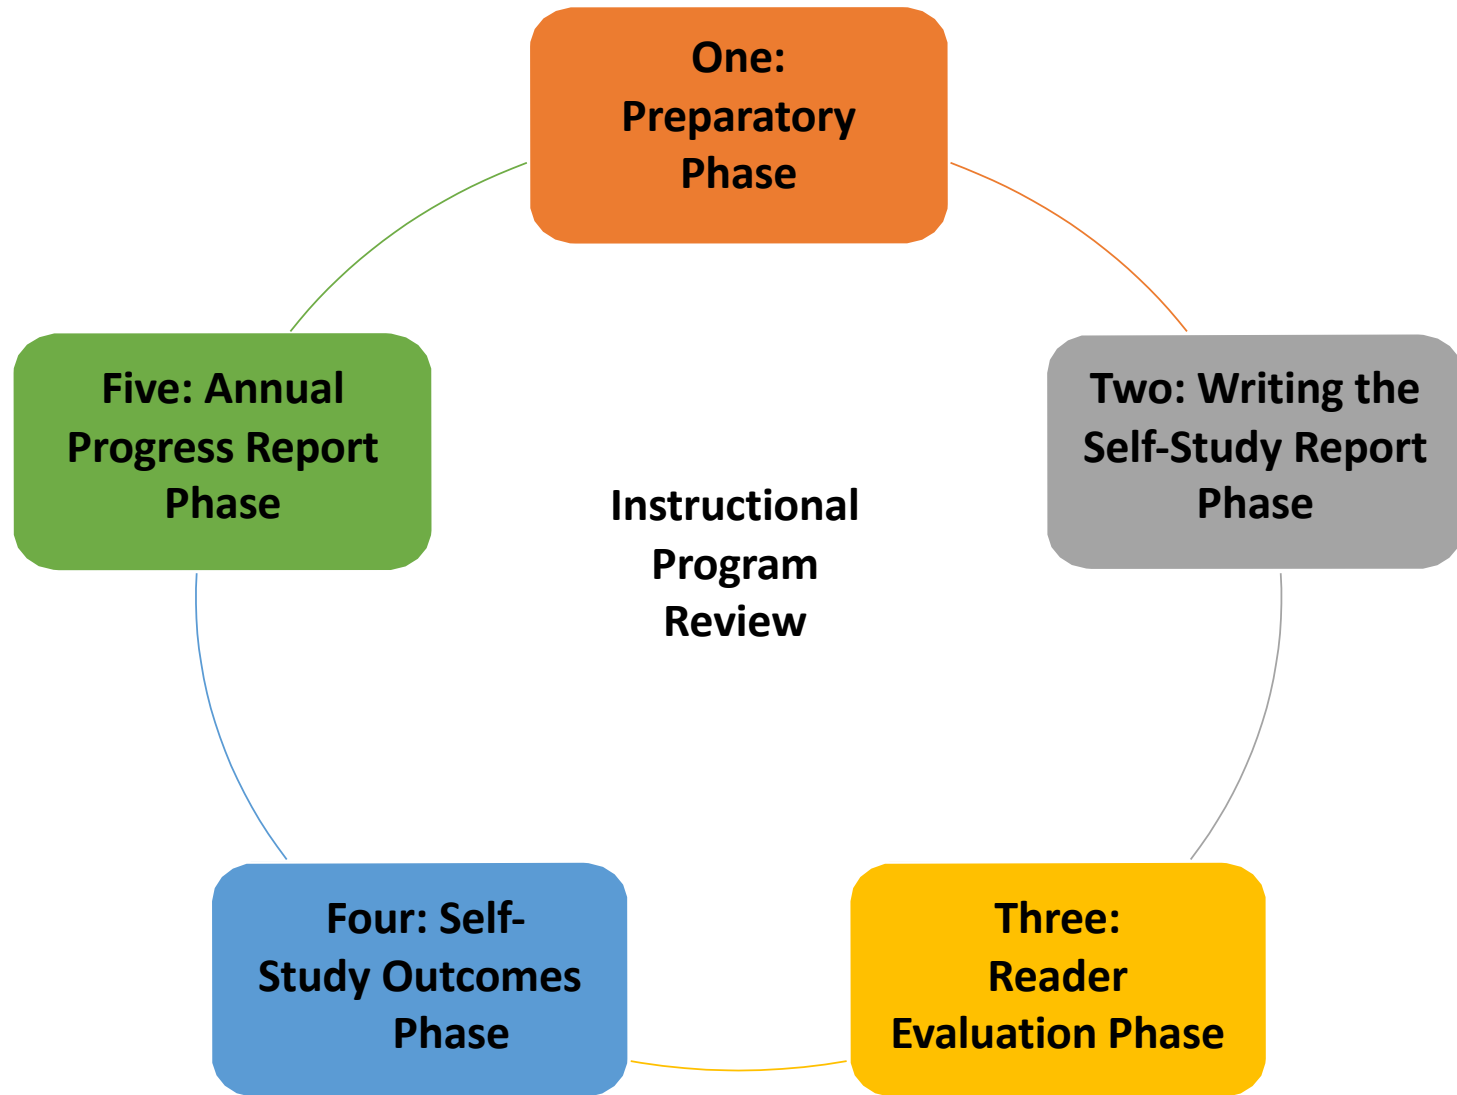 One:
Preparatory
Phase
Two: Writing the
Self-Study Report
Phase
Three:
Reader
Evaluation Phase
Four: Self-
Study Outcomes
Phase
Five: Annual
Progress Report
Phase
Instructional
Program
Review